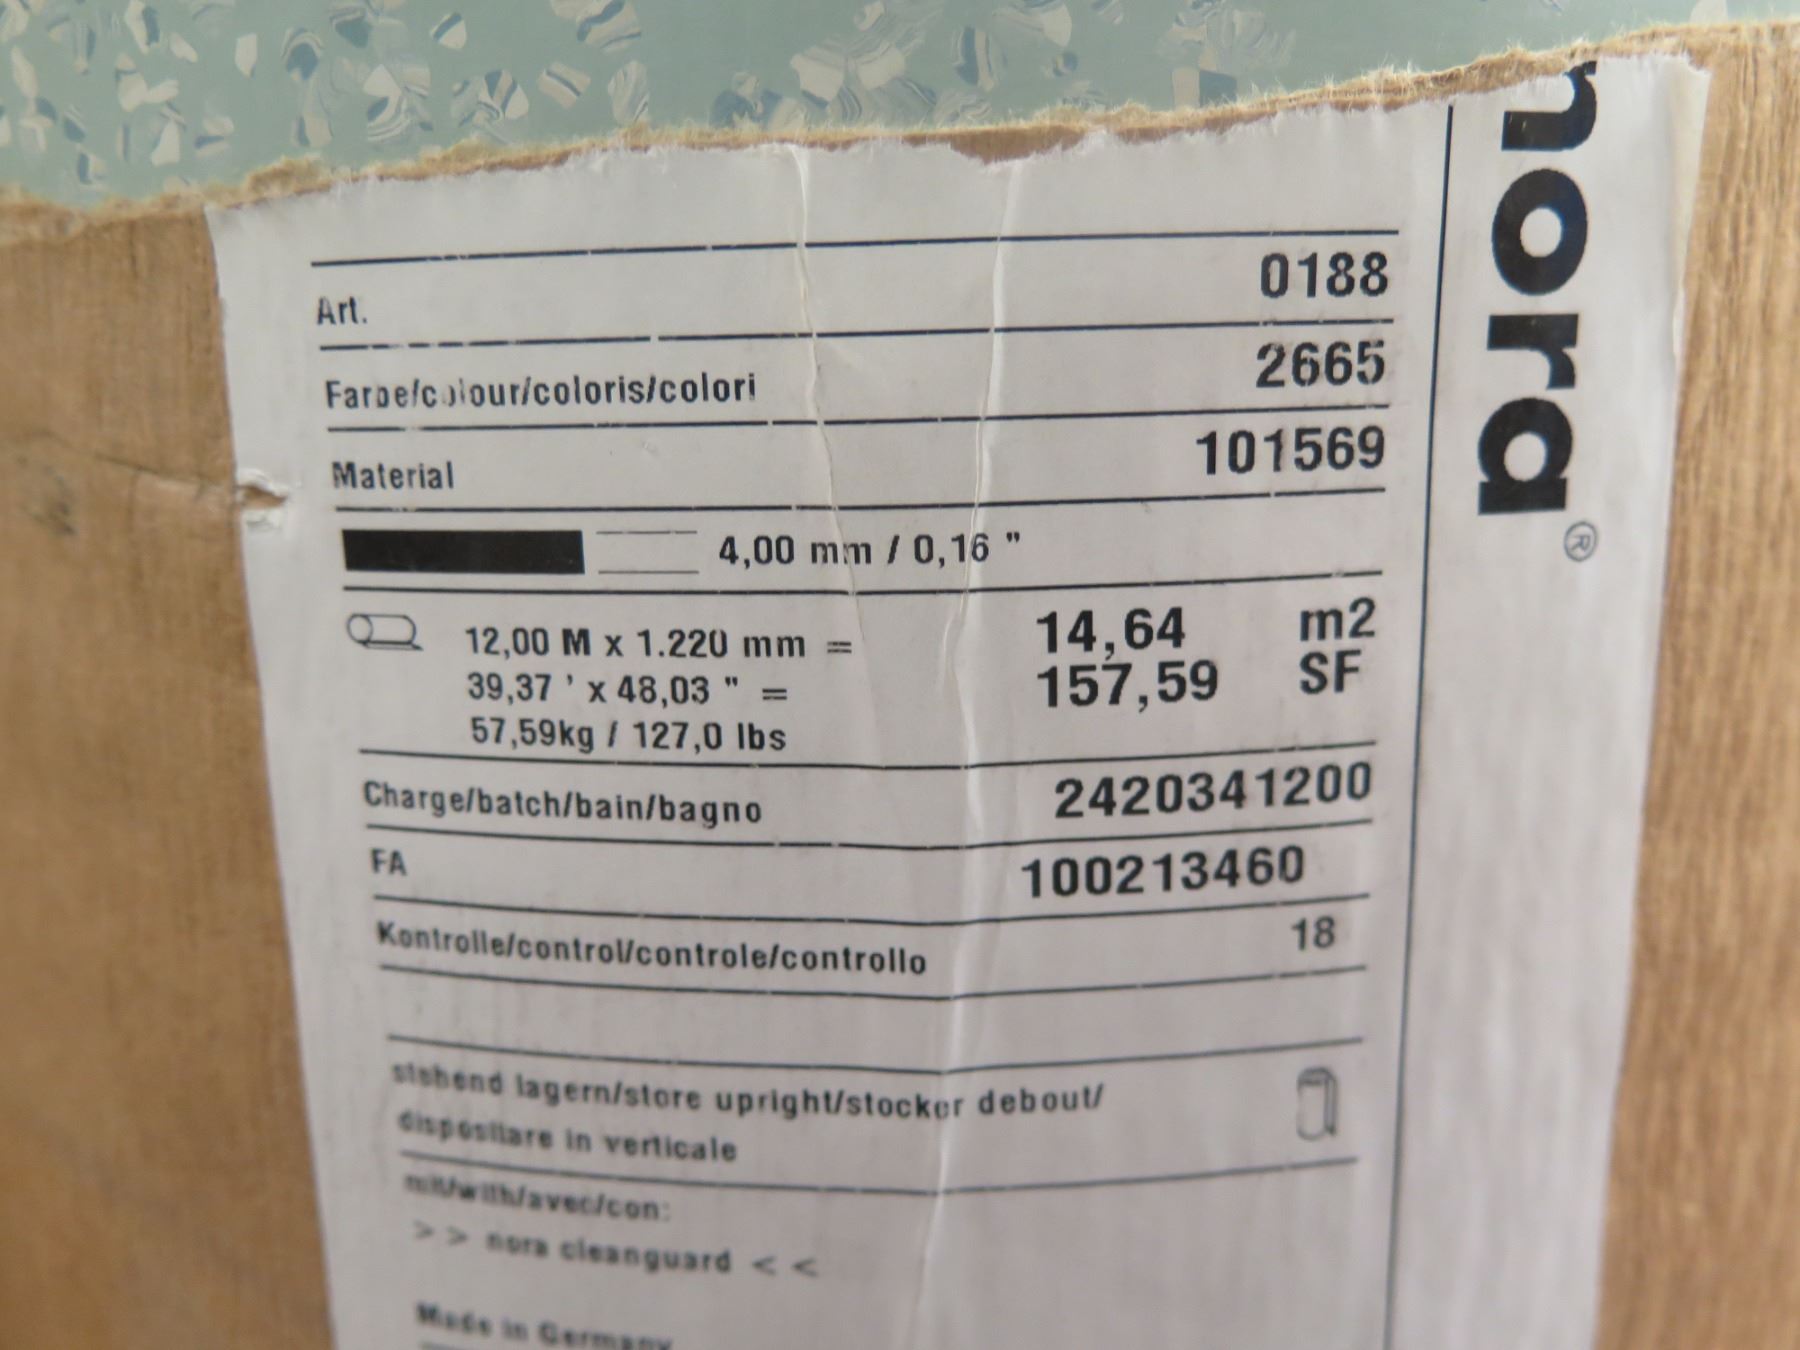 nora®
Art. 0188
Farbe/colour/coloris/colori 2665
Material 101569
4,00 mm / 0,16 "
12,00 M x 1.220 mm = 14,64 m2
39,37 ' x 48,03 " = 157,59 SF
57,59kg / 127,0 lbs
Charge/batch/bain/bagno 2420341200
FA 100213460
Kontrolle/control/controle/controllo 18
stehend lagern/store upright/stocker debout/
dispositare in verticale
mit/with/avec/con:
>> nora cleanguard <<
Made in Germany